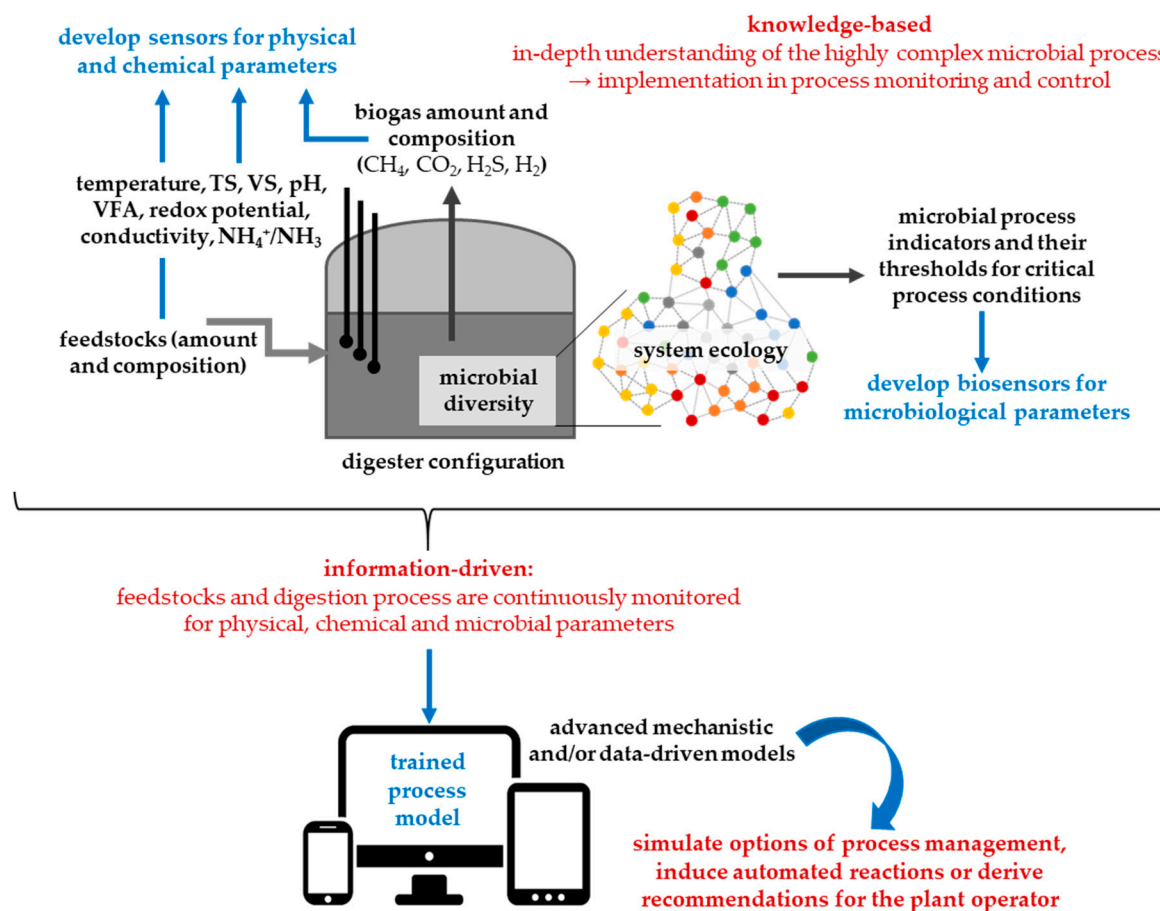 develop sensors for physical
and chemical parameters
knowledge-based
in-depth understanding of the highly complex microbial process
→ implementation in process monitoring and control
biogas amount and
composition
(CH₄, CO₂, H₂S, H₂)
temperature, TS, VS, pH,
VFA, redox potential,
conductivity, NH₄⁺/NH₃
feedstocks (amount
and composition)
microbial
diversity
digester configuration
system ecology
microbial process
indicators and their
thresholds for critical
process conditions
develop biosensors for
microbiological parameters
information-driven:
feedstocks and digestion process are continuously monitored
for physical, chemical and microbial parameters
trained
process
model
advanced mechanistic
and/or data-driven models
simulate options of process management,
induce automated reactions or derive
recommendations for the plant operator